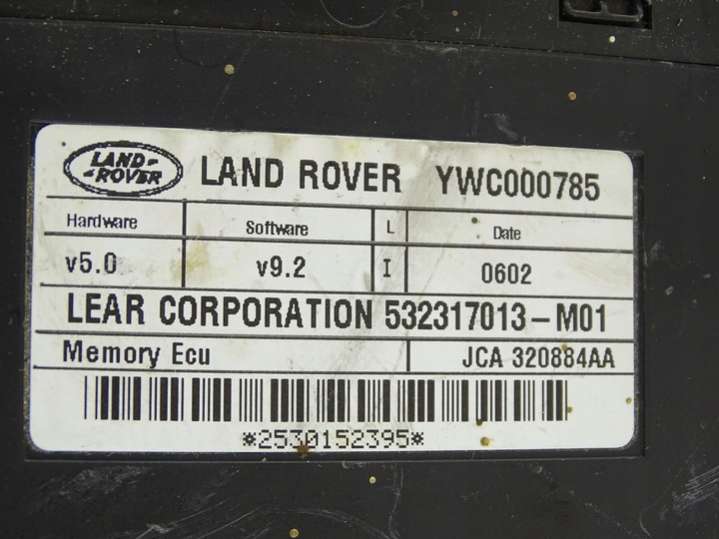 LAND-
-ROVER
LAND ROVER YWC000785
Hardware Software L Date
v5.0 v9.2 I 0602
LEAR CORPORATION 532317013-M01
Memory Ecu JCA 320884AA
*2530152395*